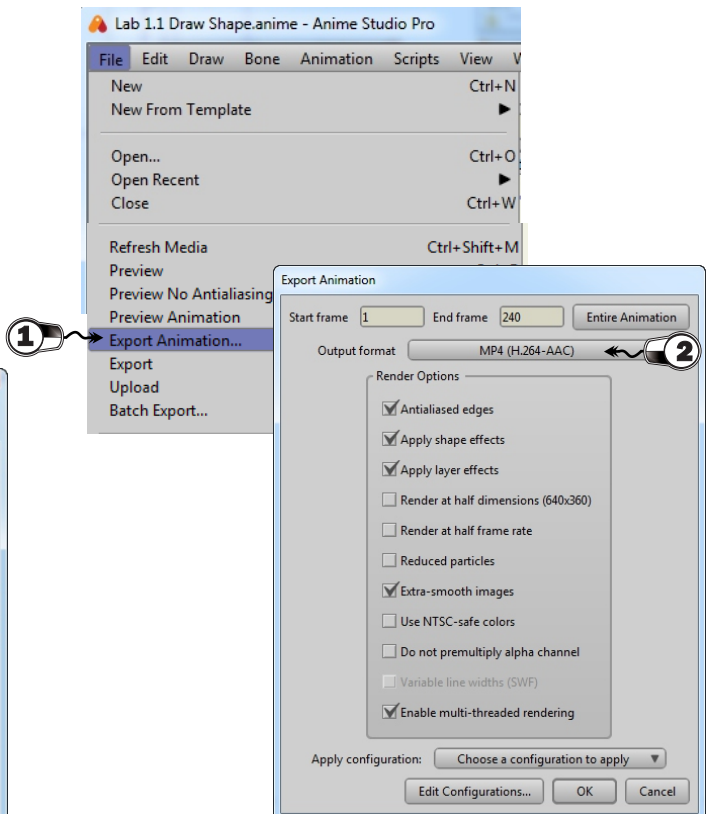 Lab 1.1 Draw Shape.anime - Anime Studio Pro
File Edit Draw Bone Animation Scripts View
New Ctrl+N
New From Template
Open... Ctrl+O
Open Recent
Close Ctrl+W
Refresh Media Ctrl+Shift+M
Preview
Preview No Antialiasing
Preview Animation
1
Export Animation...
Export
Upload
Batch Export...
Export Animation
Start frame 1 End frame 240 Entire Animation
Output format MP4 (H.264-AAC)
2
Render Options
Antialiased edges
Apply shape effects
Apply layer effects
Render at half dimensions (640x360)
Render at half frame rate
Reduced particles
Extra-smooth images
Use NTSC-safe colors
Do not premultiply alpha channel
Variable line widths (SWF)
Enable multi-threaded rendering
Apply configuration: Choose a configuration to apply
Edit Configurations... OK Cancel